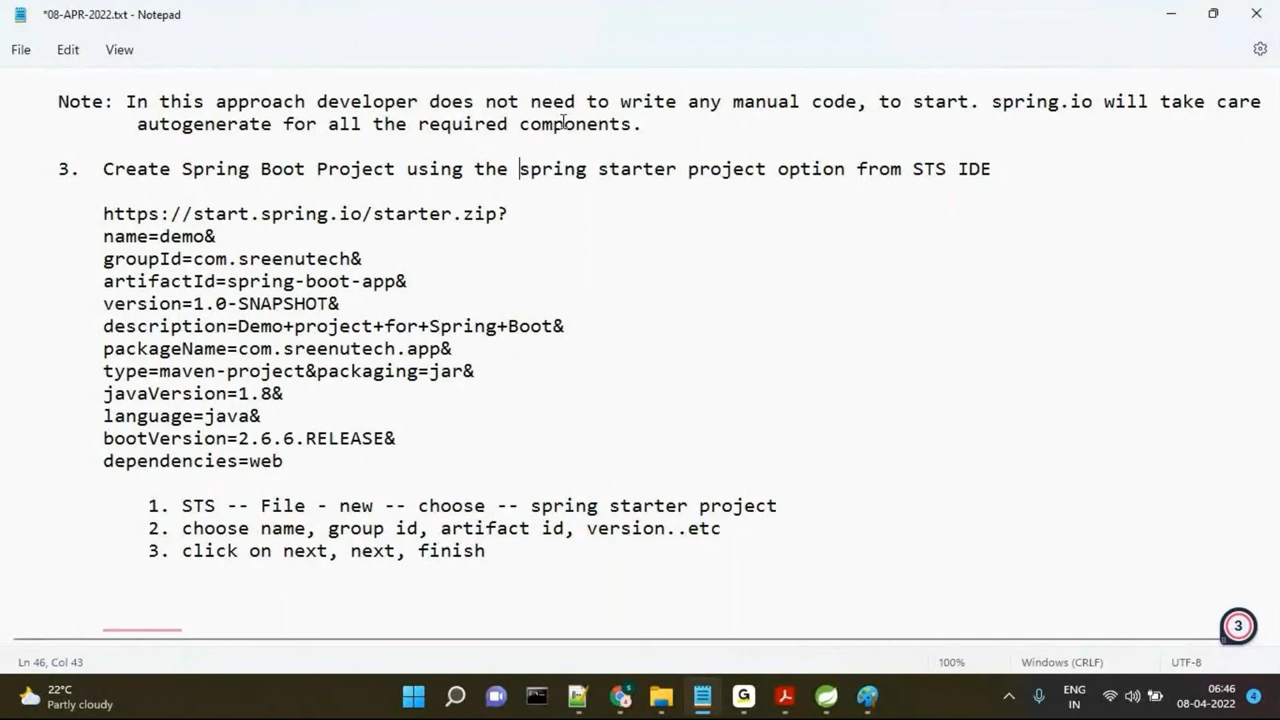 *08-APR-2022.txt - Notepad
File Edit View
Note: In this approach developer does not need to write any manual code, to start. spring.io will take care
autogenerate for all the required components.
3. Create Spring Boot Project using the spring starter project option from STS IDE
https://start.spring.io/starter.zip?
name=demo&
groupId=com.sreenutech&
artifactId=spring-boot-app&
version=1.0-SNAPSHOT&
description=Demo+project+for+Spring+Boot&
packageName=com.sreenutech.app&
type=maven-project&packaging=jar&
javaVersion=1.8&
language=java&
bootVersion=2.6.6.RELEASE&
dependencies=web
1. STS -- File - new -- choose -- spring starter project
2. choose name, group id, artifact id, version..etc
3. click on next, next, finish
3
Ln 46, Col 43 100% Windows (CRLF) UTF-8
22°C
Partly cloudy
G
ENG
IN
06:46
08-04-2022
4